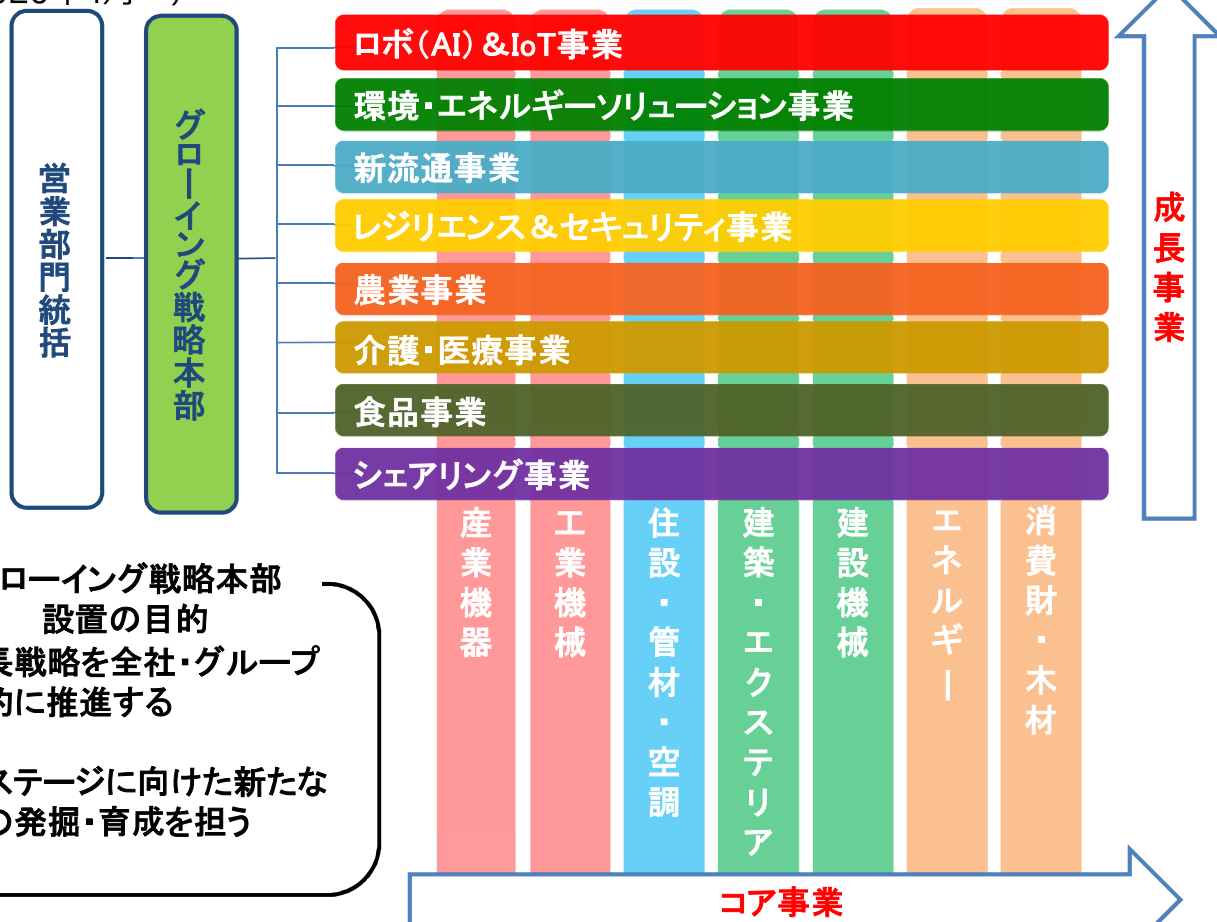 営業部門統括
グローイング戦略本部
ロボ（AI）＆IoT事業
環境・エネルギーソリューション事業
新流通事業
レジリエンス＆セキュリティ事業
農業事業
介護・医療事業
食品事業
シェアリング事業
成長事業
産業機器
工業機械
住設・管材・空調
建築・エクステリア
建設機械
エネルギー
消費財・木材
コア事業
ローイング戦略本部
設置の目的
長戦略を全社・グループ
的に推進する
ステージに向けた新たな
の発掘・育成を担う